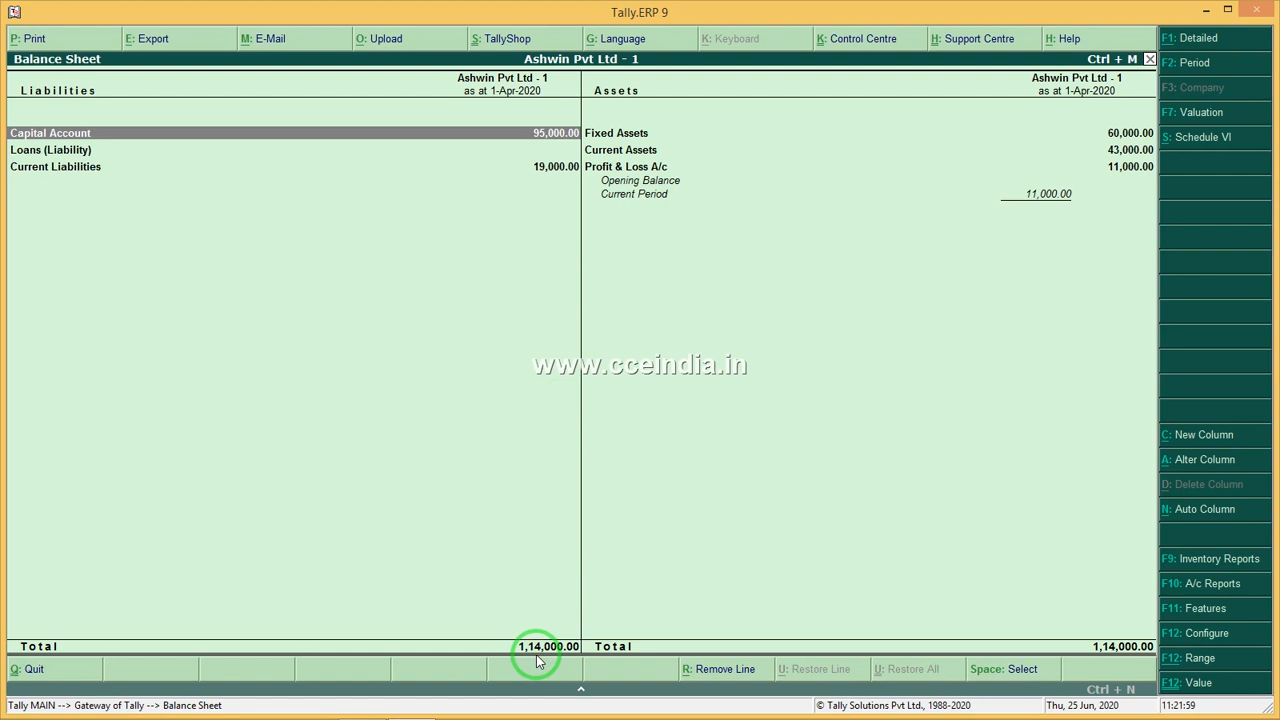 Tally.ERP 9
P: Print E: Export M: E-Mail O: Upload S: TallyShop G: Language K: Keyboard K: Control Centre H: Support Centre H: Help
Balance Sheet Ashwin Pvt Ltd - 1 Ctrl + M
Liabilities Ashwin Pvt Ltd - 1 as at 1-Apr-2020 Assets Ashwin Pvt Ltd - 1 as at 1-Apr-2020
Capital Account 95,000.00 Fixed Assets 60,000.00
Loans (Liability) Current Assets 43,000.00
Current Liabilities 19,000.00 Profit & Loss A/c 11,000.00
Opening Balance
Current Period 11,000.00
www.cceindia.in
Total 1,14,000.00 Total 1,14,000.00
Q: Quit R: Remove Line U: Restore Line U: Restore All Space: Select
Ctrl + N
Tally MAIN --> Gateway of Tally --> Balance Sheet © Tally Solutions Pvt Ltd., 1988-2020 Thu, 25 Jun, 2020 11:21:59
F1: Detailed
F2: Period
F3: Company
F7: Valuation
S: Schedule VI
C: New Column
A: Alter Column
D: Delete Column
N: Auto Column
F9: Inventory Reports
F10: A/c Reports
F11: Features
F12: Configure
F12: Range
F12: Value